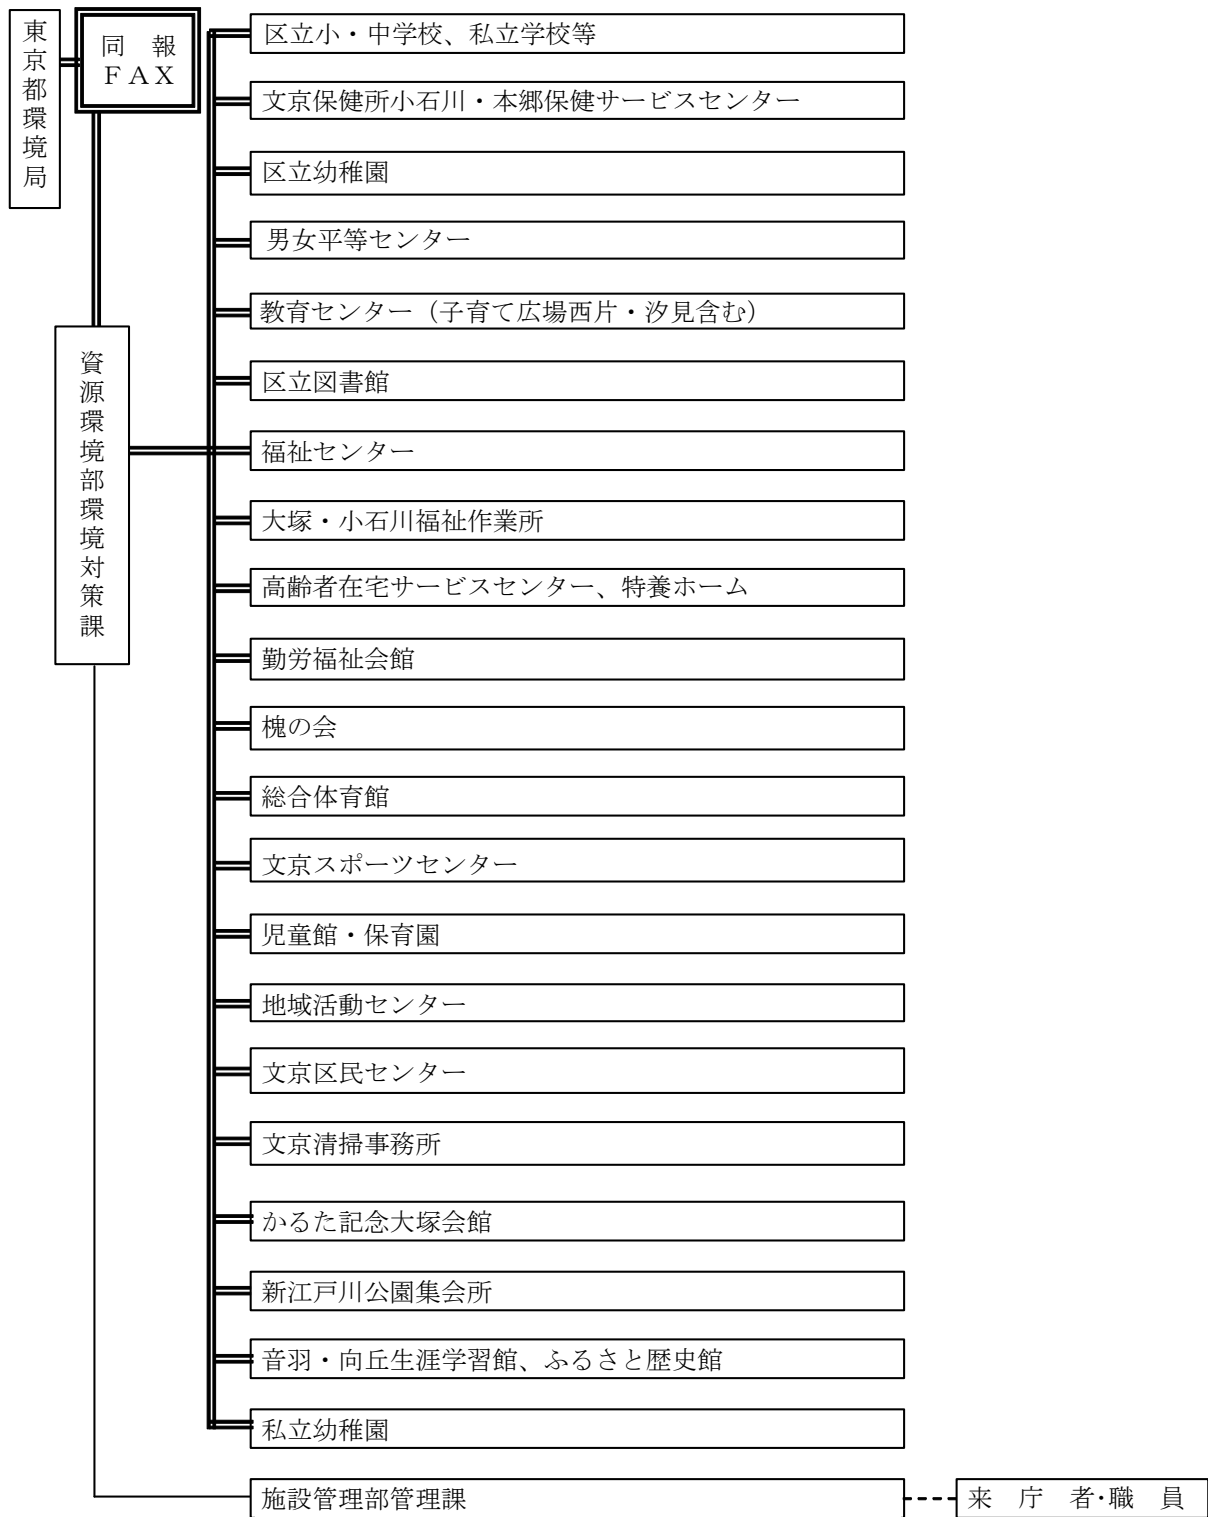 東京都環境局
同　報
ＦＡＸ
資源環境部環境対策課
区立小・中学校、私立学校等
文京保健所小石川・本郷保健サービスセンター
区立幼稚園
男女平等センター
教育センター（子育て広場西片・汐見含む）
区立図書館
福祉センター
大塚・小石川福祉作業所
高齢者在宅サービスセンター、特養ホーム
勤労福祉会館
槐の会
総合体育館
文京スポーツセンター
児童館・保育園
地域活動センター
文京区民センター
文京清掃事務所
かるた記念大塚会館
新江戸川公園集会所
音羽・向丘生涯学習館、ふるさと歴史館
私立幼稚園
施設管理部管理課
来　庁　者･職　員